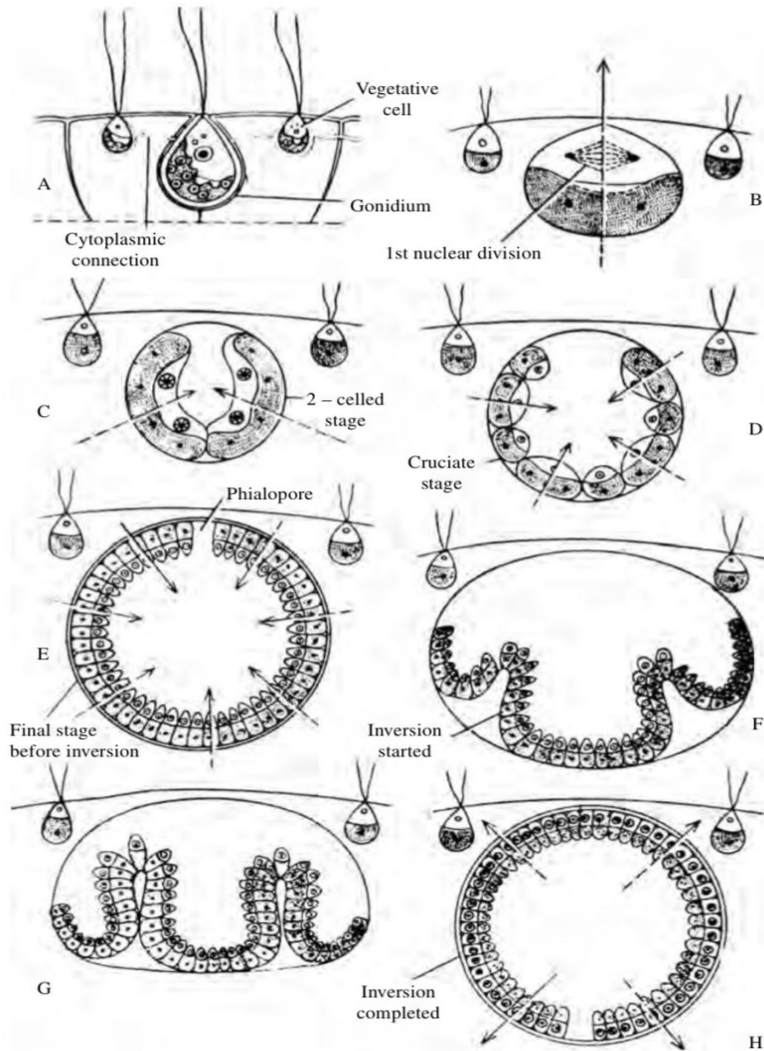 Vegetative
cell
A
Gonidium
Cytoplasmic
connection
B
1st nuclear division
C
2 – celled
stage
D
Cruciate
stage
Phialopore
E
Final stage
before inversion
F
Inversion
started
G
Inversion
completed
H